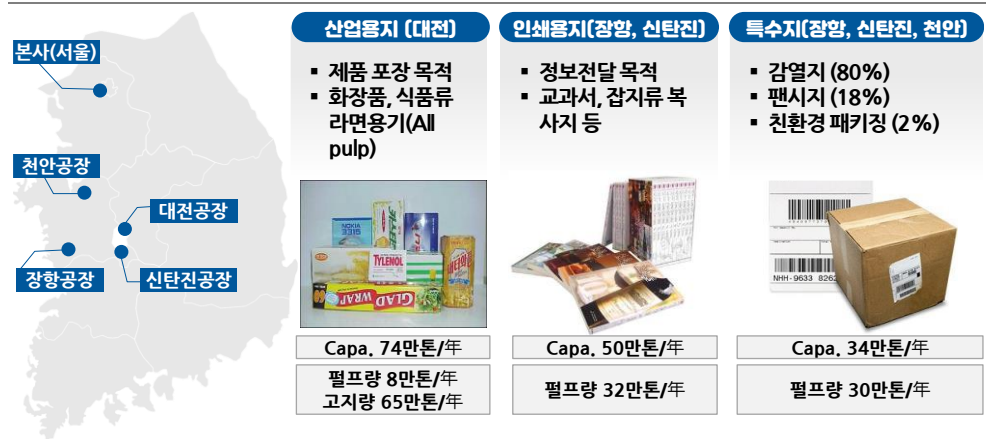 본사(서울)
천안공장
대전공장
장항공장
신탄진공장
산업용지 (대전)
▪ 제품 포장 목적
▪ 화장품, 식품류
라면용기(All
pulp)
NOKIA
TYLENOL
GLAD
WRAP
Capa. 74만톤/年
펄프량 8만톤/年
고지량 65만톤/年
인쇄용지(장항, 신탄진)
▪ 정보전달 목적
▪ 교과서, 잡지류 복
사지 등
Capa. 50만톤/年
펄프량 32만톤/年
특수지(장항, 신탄진, 천안)
▪ 감열지 (80%)
▪ 팬시지 (18%)
▪ 친환경 패키징 (2%)
NHH-9633 8262
Capa. 34만톤/年
펄프량 30만톤/年